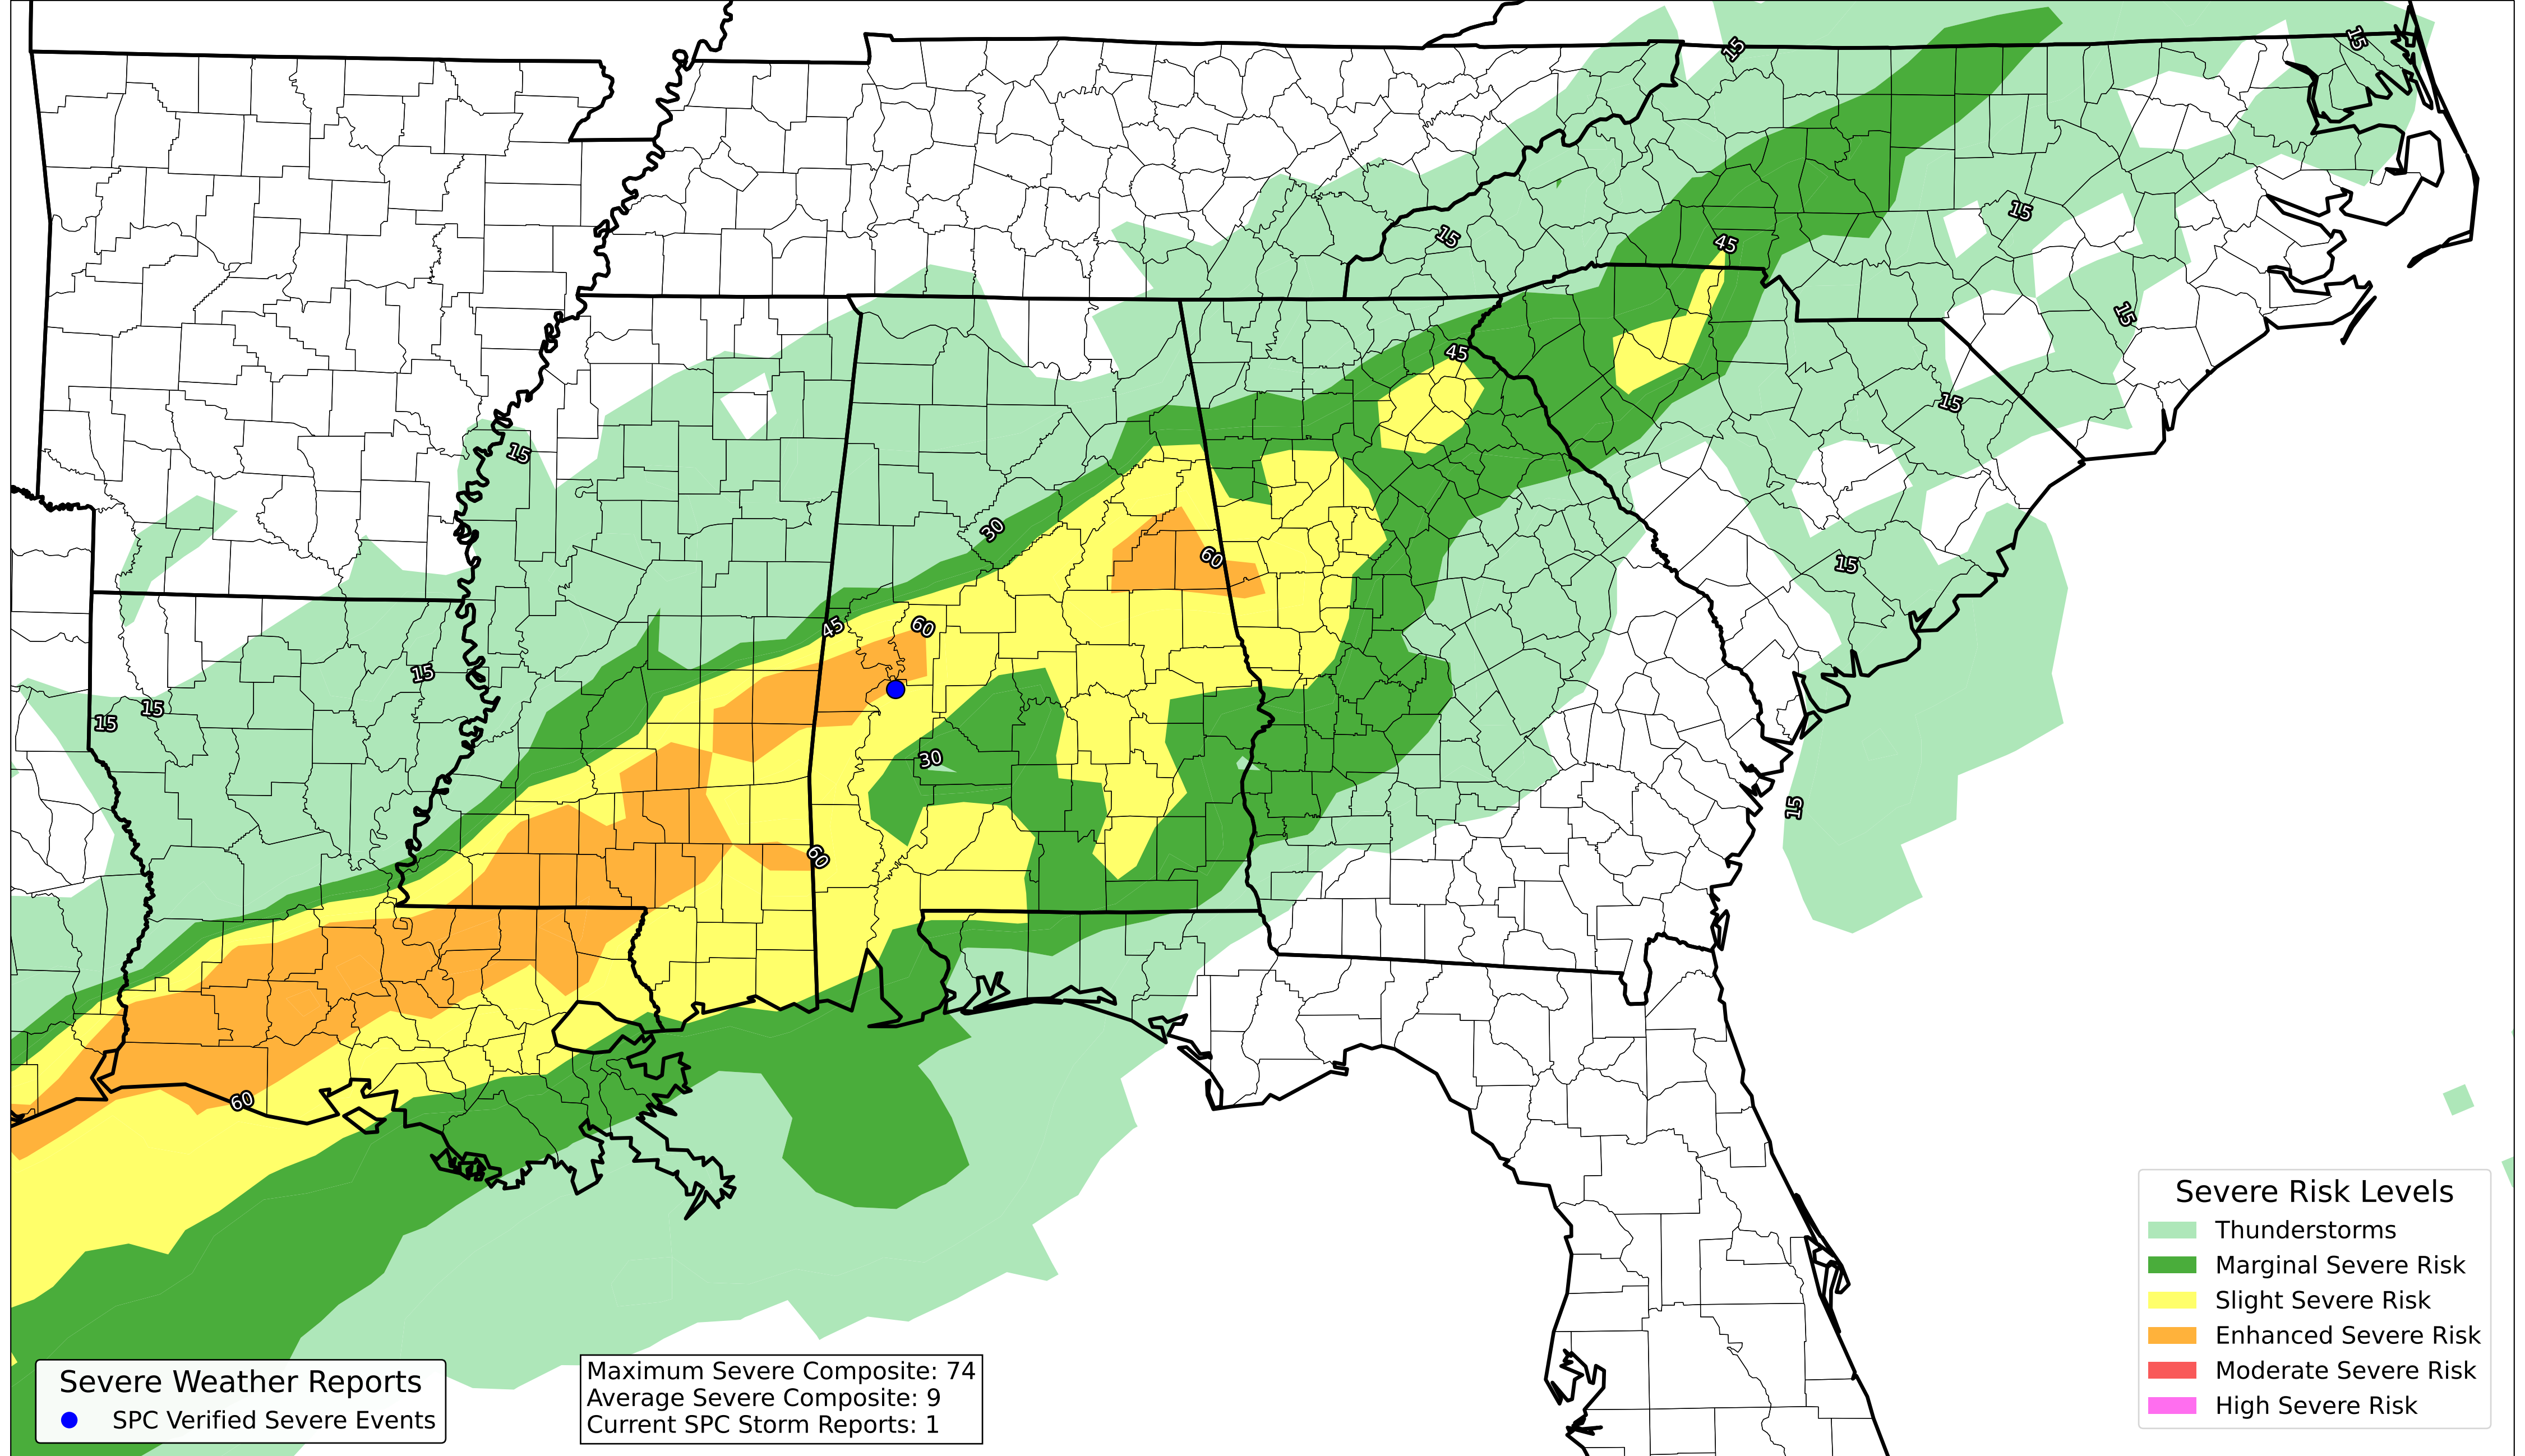 15
15
45
15
15
15
45
15
15
30
60
15
45
60
15
15
15
30
15
60
60
Severe Risk Levels
Thunderstorms
Marginal Severe Risk
Slight Severe Risk
Enhanced Severe Risk
Moderate Severe Risk
High Severe Risk
Severe Weather Reports
SPC Verified Severe Events
Maximum Severe Composite: 74
Average Severe Composite: 9
Current SPC Storm Reports: 1